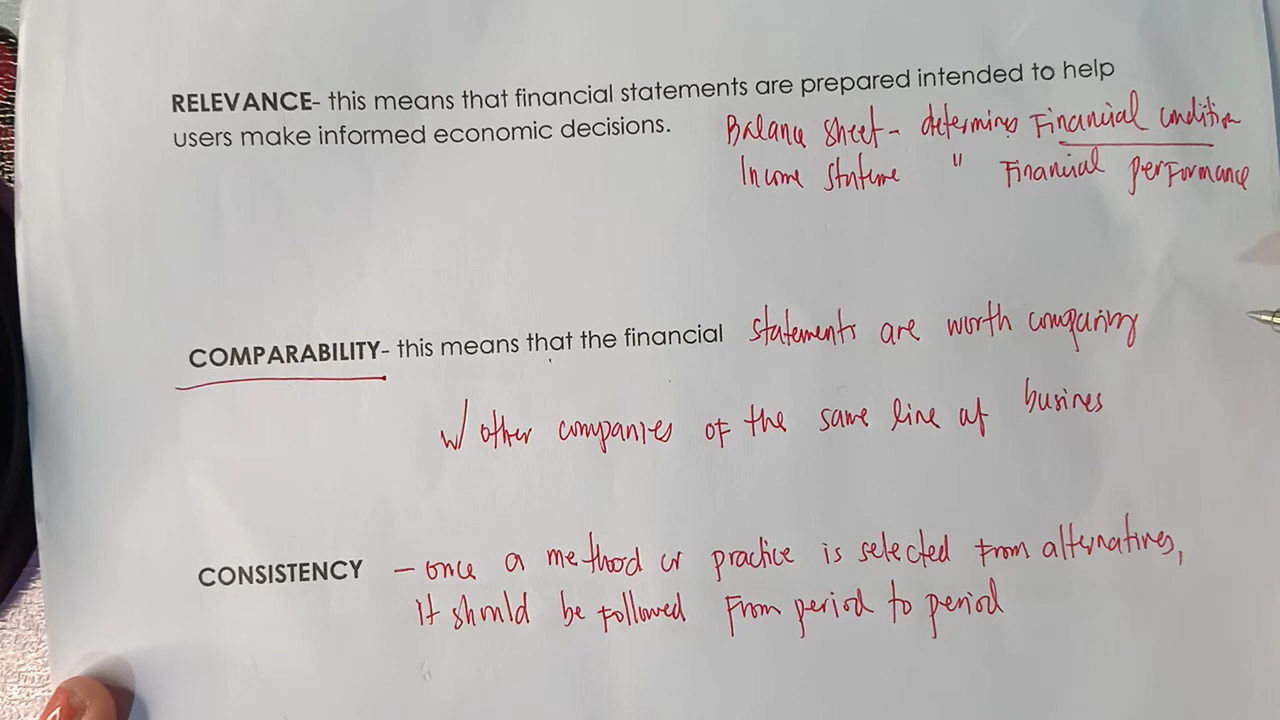 RELEVANCE- this means that financial statements are prepared intended to help
users make informed economic decisions.
Balance sheet - determines Financial condition
Income Stateme " Financial performance
COMPARABILITY- this means that the financial statements are worth comparing
w/ other companies of the same line of busines
CONSISTENCY - once a method or practice is selected from alternatives,
it should be followed From period to period